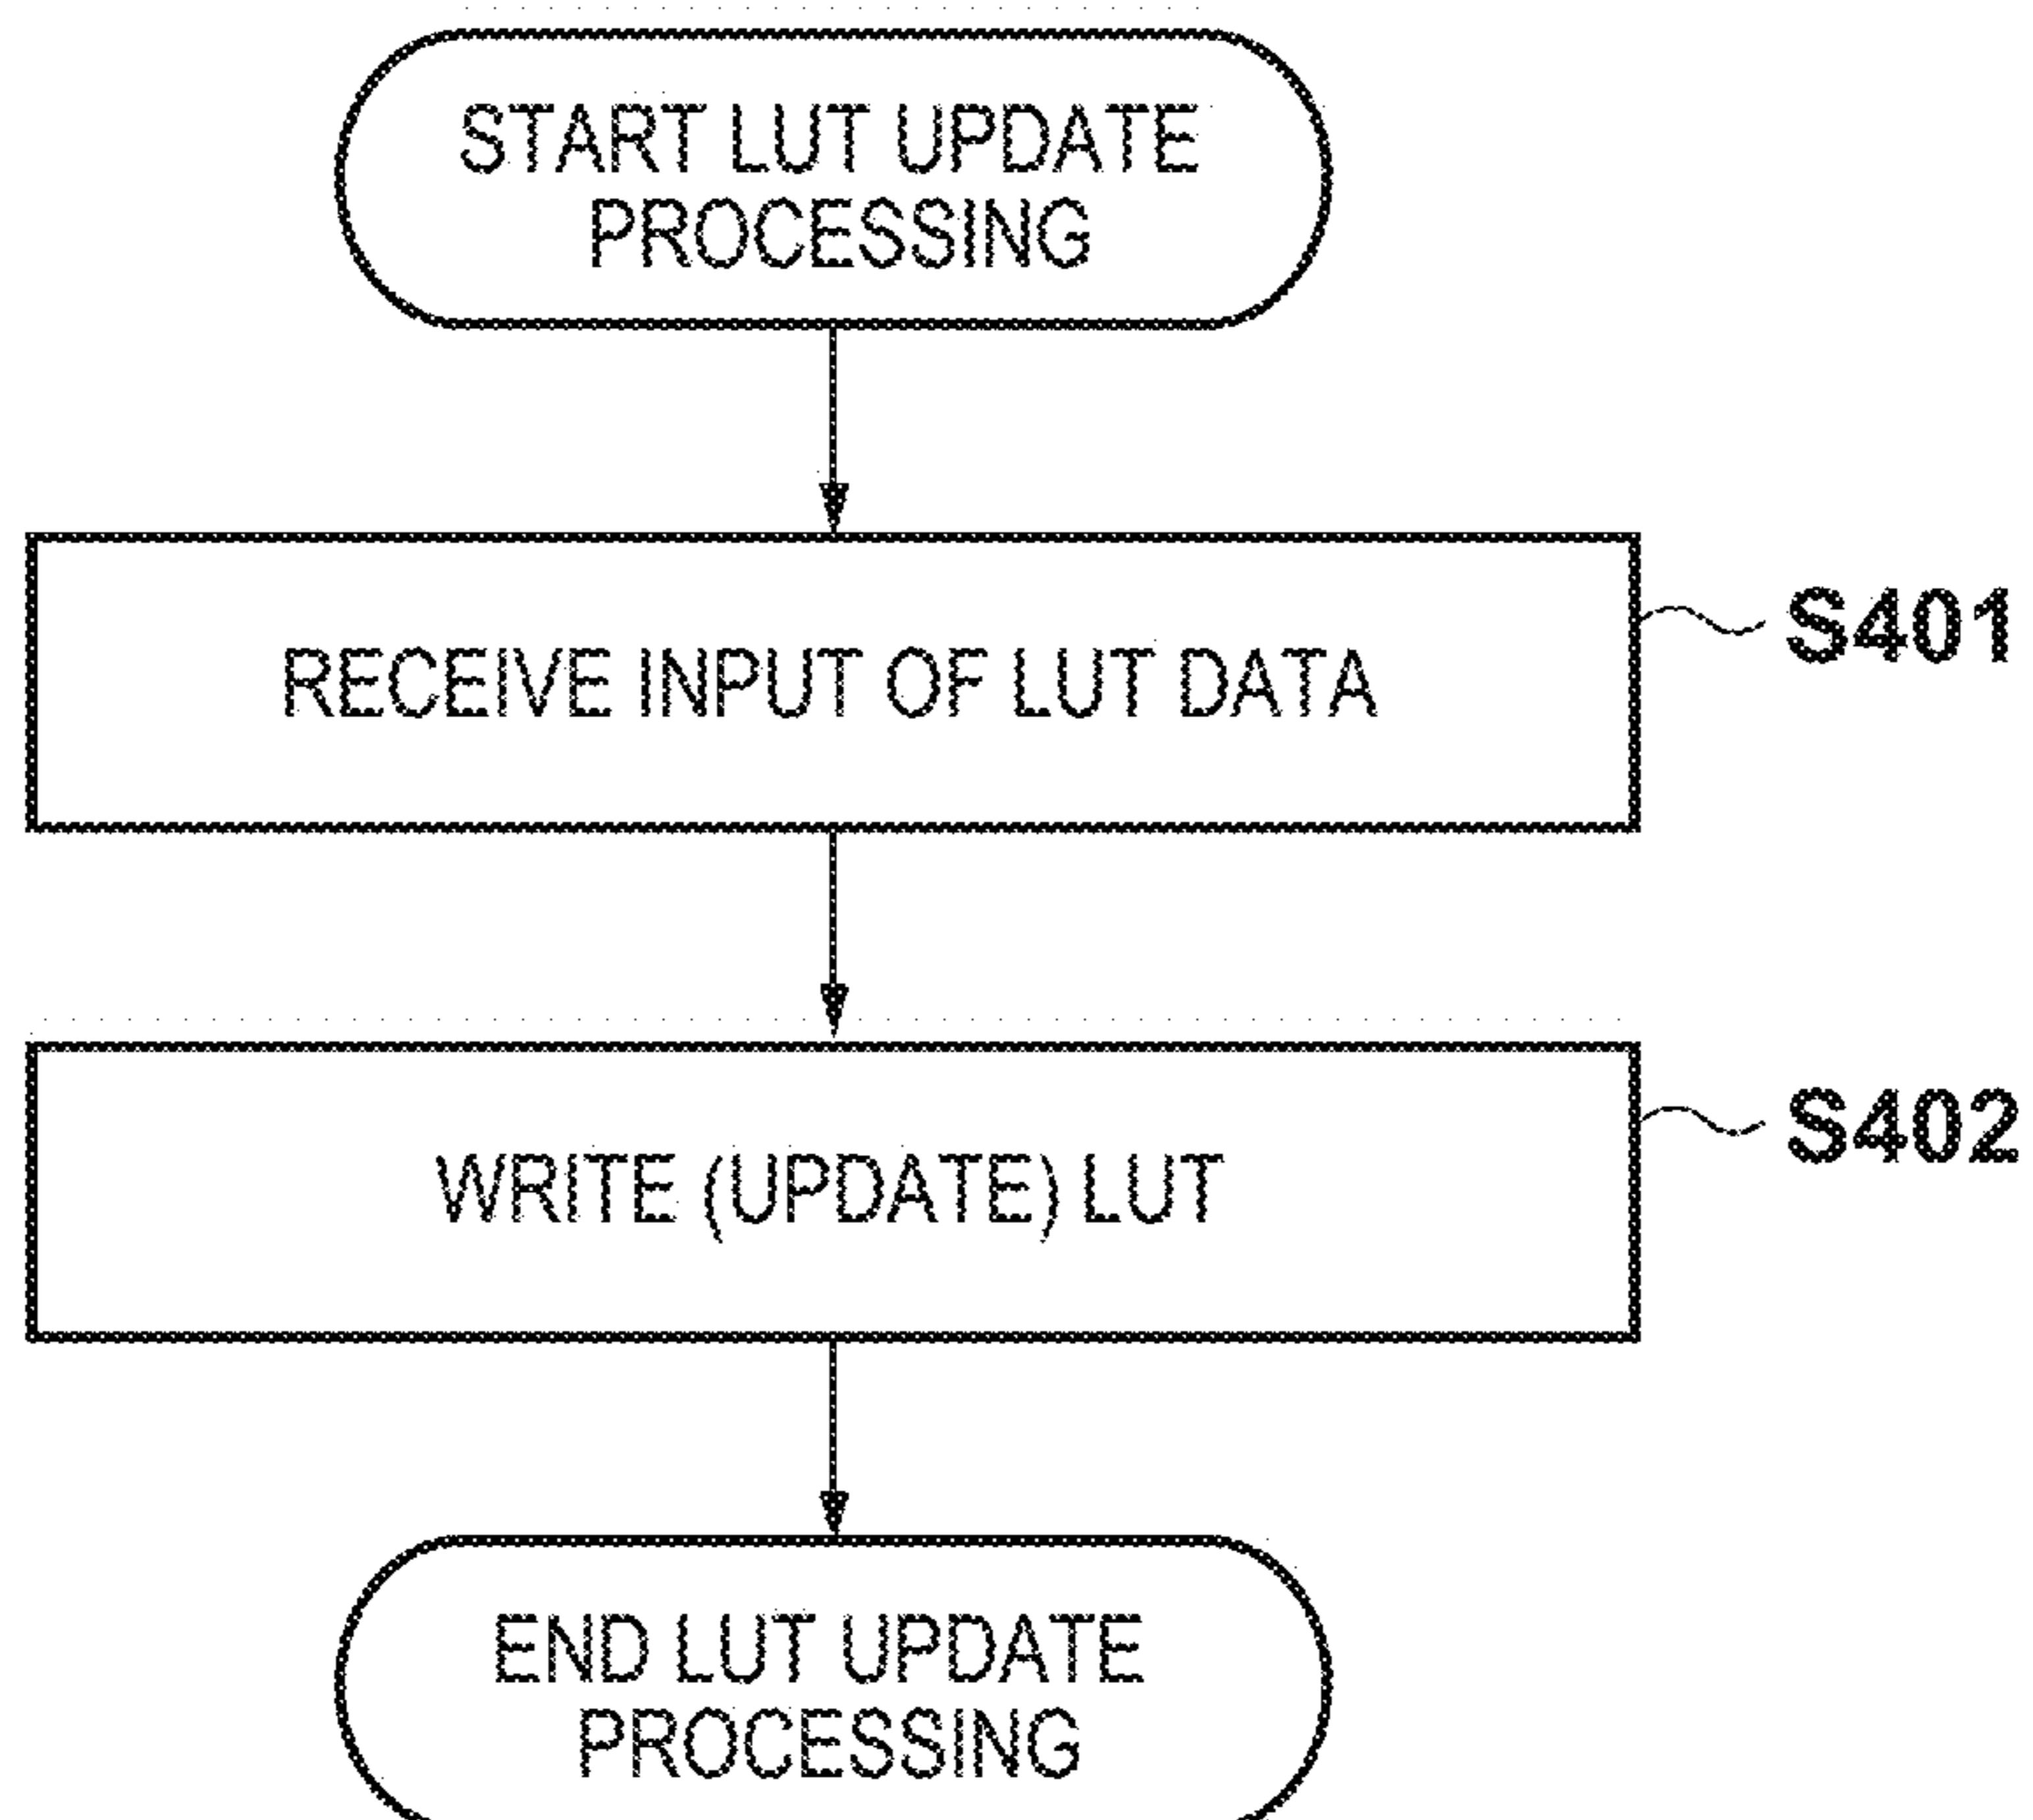 START LUT UPDATE
PROCESSING
RECEIVE INPUT OF LUT DATA
S401
WRITE (UPDATE) LUT
S402
END LUT UPDATE
PROCESSING